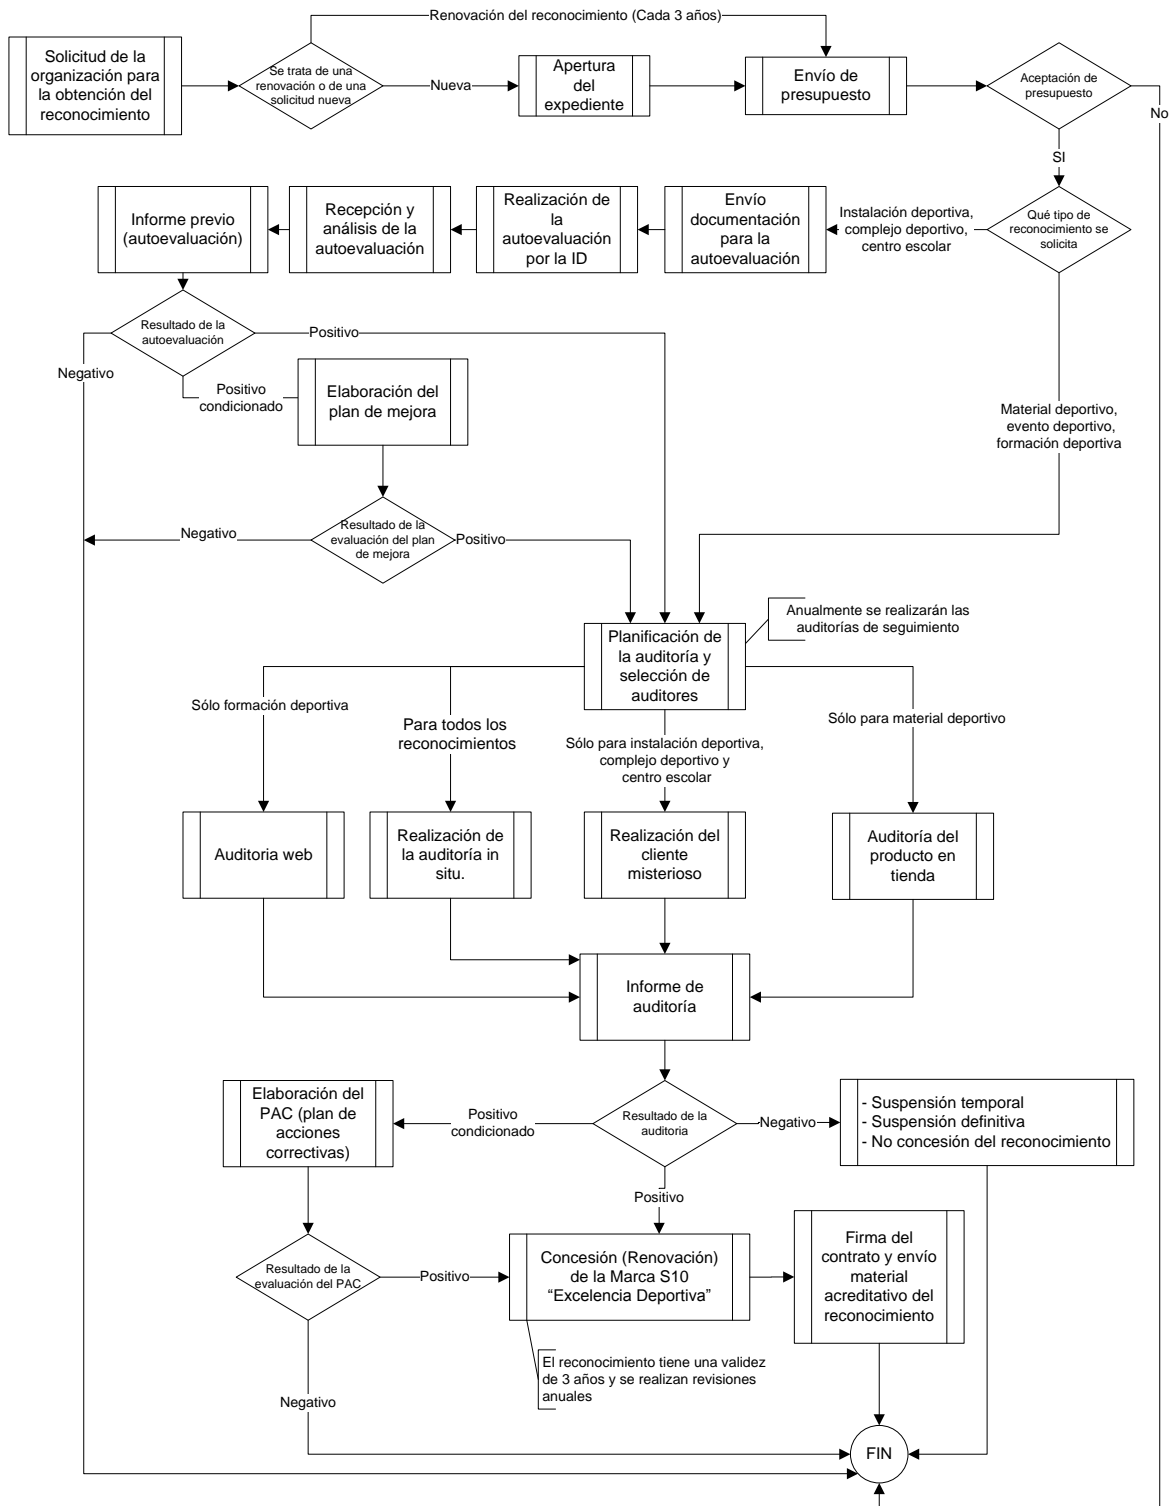 Renovación del reconocimiento (Cada 3 años)
Solicitud de la
organización para
la obtención del
reconocimiento
Se trata de una
renovación o de una
solicitud nueva
Nueva
Apertura
del
expediente
Envío de
presupuesto
Aceptación de
presupuesto
No
SI
Informe previo
(autoevaluación)
Recepción y
análisis de la
autoevaluación
Realización de
la
autoevaluación
por la ID
Envío
documentación
para la
autoevaluación
Instalación deportiva,
complejo deportivo,
centro escolar
Qué tipo de
reconocimiento se
solicita
Resultado de la
autoevaluación
Positivo
Negativo
Positivo
condicionado
Elaboración del
plan de mejora
Material deportivo,
evento deportivo,
formación deportiva
Negativo
Resultado de la
evaluación del plan
de mejora
Positivo
Anualmente se realizarán las
auditorías de seguimiento
Planificación de
la auditoría y
selección de
auditores
Sólo formación deportiva
Para todos los
reconocimientos
Sólo para instalación deportiva,
complejo deportivo y
centro escolar
Sólo para material deportivo
Auditoria web
Realización de
la auditoría in
situ.
Realización del
cliente
misterioso
Auditoría del
producto en
tienda
Informe de
auditoría
Elaboración del
PAC (plan de
acciones
correctivas)
Positivo
condicionado
Resultado de la
auditoria
Negativo
- Suspensión temporal
- Suspensión definitiva
- No concesión del reconocimiento
Positivo
Resultado de la
evaluación del PAC
Positivo
Concesión (Renovación)
de la Marca S10
“Excelencia Deportiva”
Firma del
contrato y envío
material
acreditativo del
reconocimiento
El reconocimiento tiene una validez
de 3 años y se realizan revisiones
anuales
Negativo
FIN